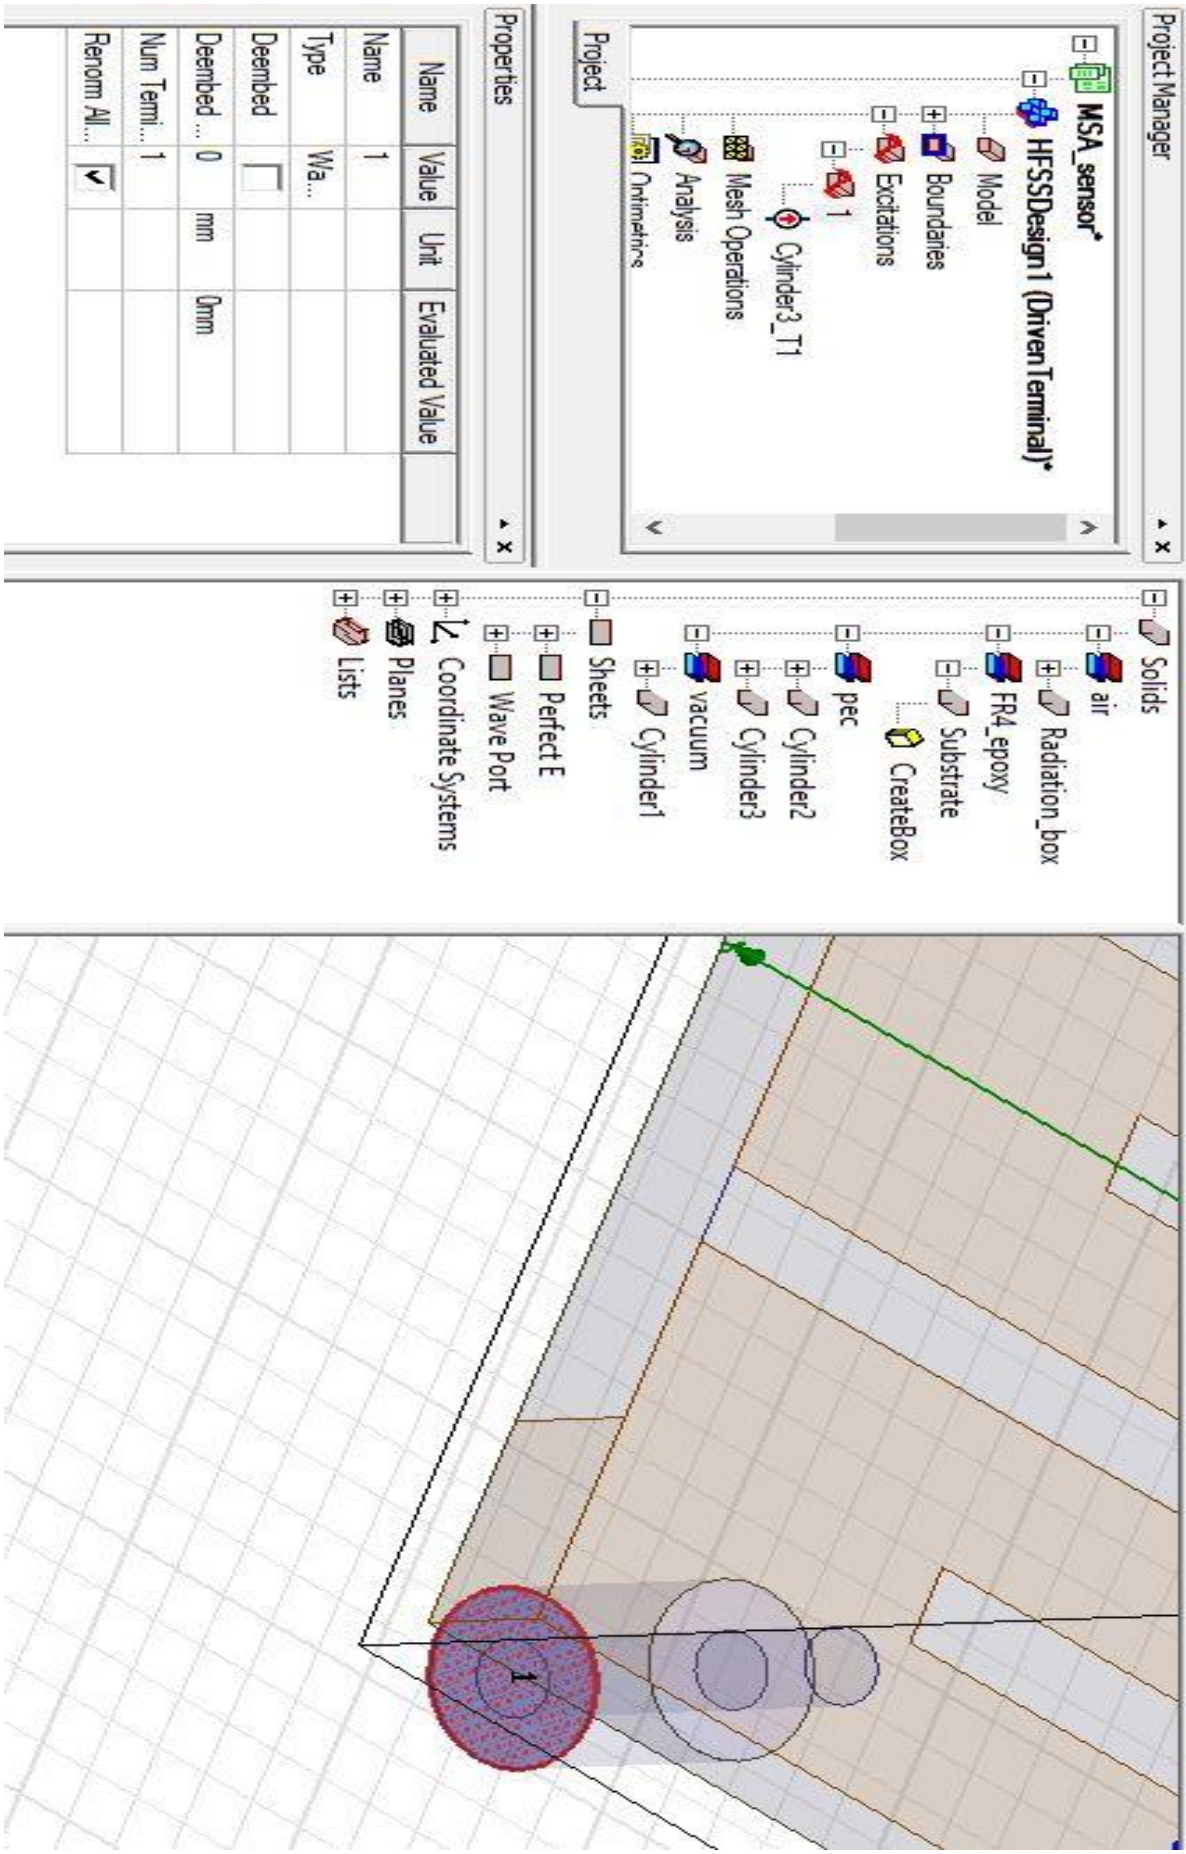 Project Manager
MSA_sensor*
HFSSDesign1 (DrivenTerminal)*
Model
Boundaries
Excitations
1
Cylinder3_T1
Mesh Operations
Analysis
Optimetrics
Project
Properties
Name Value Unit Evaluated Value
Name 1
Type Wa...
Deembed
Deembed ... 0 mm 0mm
Num Termi... 1
Renorm All...
Solids
air
Radiation_box
FR4_epoxy
Substrate
CreateBox
pec
Cylinder2
Cylinder3
vacuum
Cylinder1
Sheets
Perfect E
Wave Port
Coordinate Systems
Planes
Lists
1